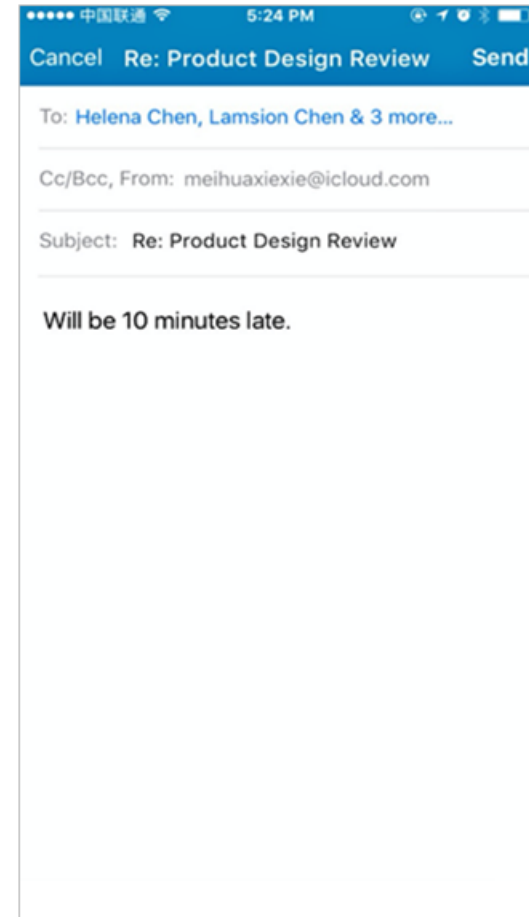 中国联通 5:24 PM
Cancel Re: Product Design Review Send
To: Helena Chen, Lamsion Chen & 3 more...
Cc/Bcc, From: meihuaxiexie@icloud.com
Subject: Re: Product Design Review
Will be 10 minutes late.